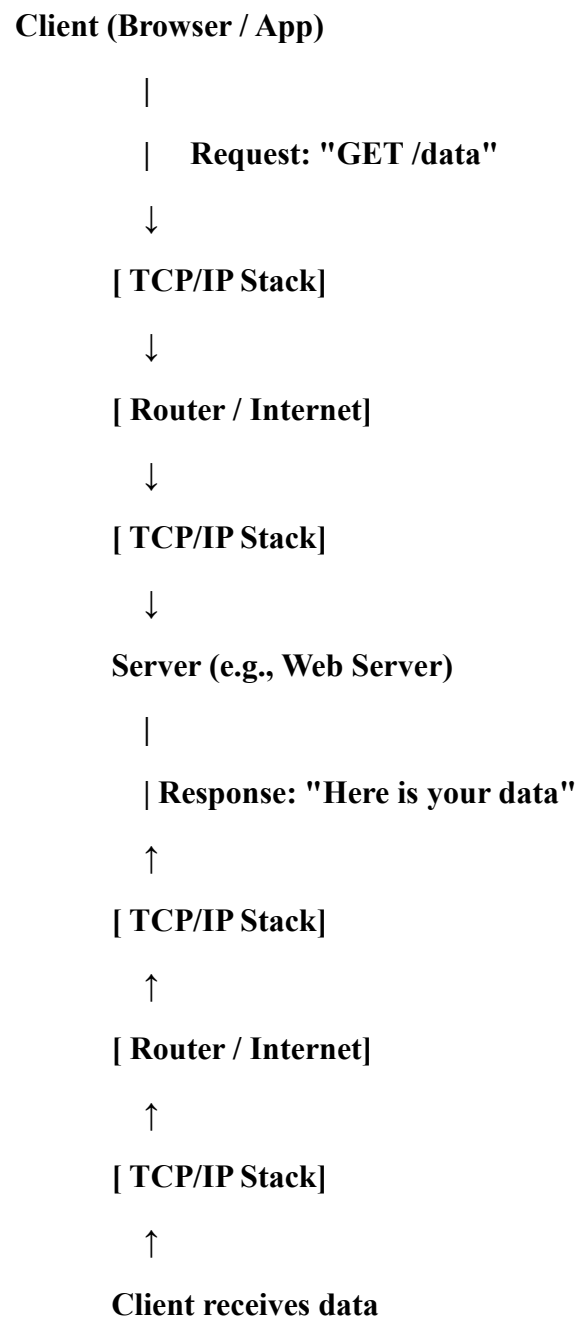 Client (Browser / App)
|
| Request: "GET /data"
↓
[ TCP/IP Stack]
↓
[ Router / Internet]
↓
[ TCP/IP Stack]
↓
Server (e.g., Web Server)
|
| Response: "Here is your data"
↑
[ TCP/IP Stack]
↑
[ Router / Internet]
↑
[ TCP/IP Stack]
↑
Client receives data